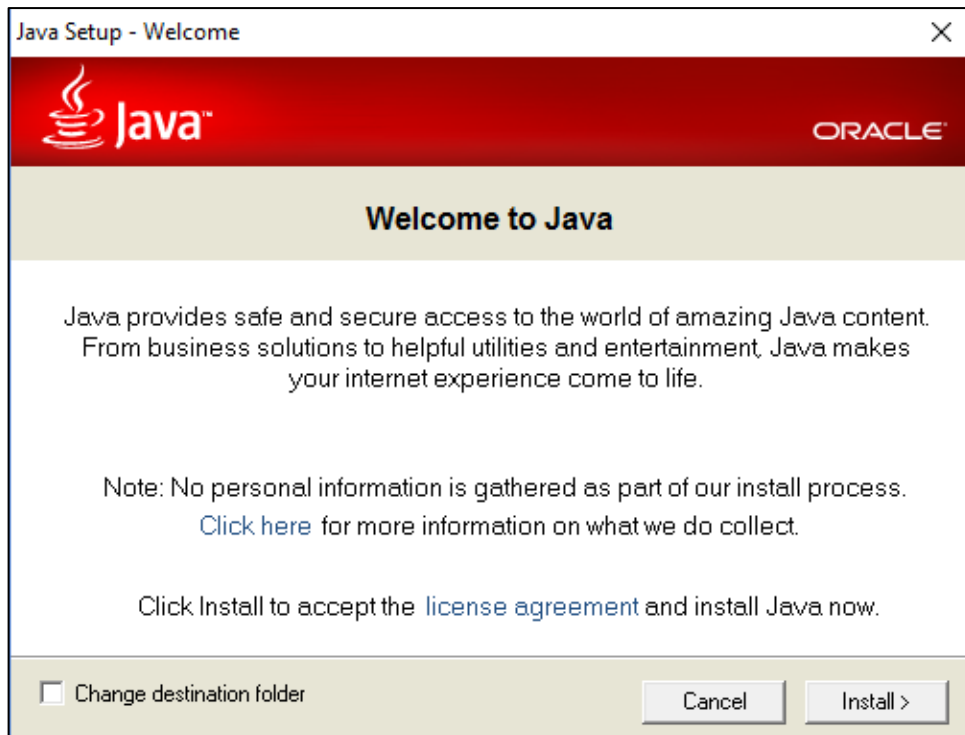 Java Setup - Welcome
Java™
ORACLE®
Welcome to Java
Java provides safe and secure access to the world of amazing Java content.
From business solutions to helpful utilities and entertainment, Java makes
your internet experience come to life.
Note: No personal information is gathered as part of our install process.
Click here for more information on what we do collect.
Click Install to accept the license agreement and install Java now.
Change destination folder
Cancel
Install >